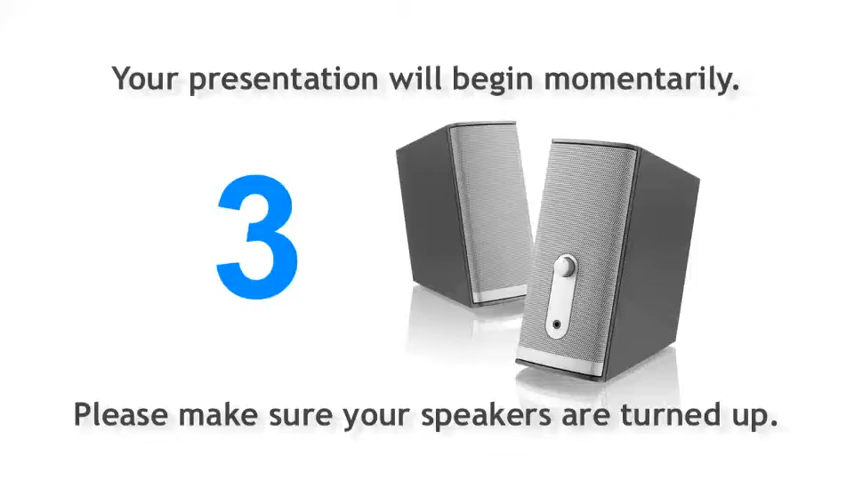 Your presentation will begin momentarily.
3
Please make sure your speakers are turned up.